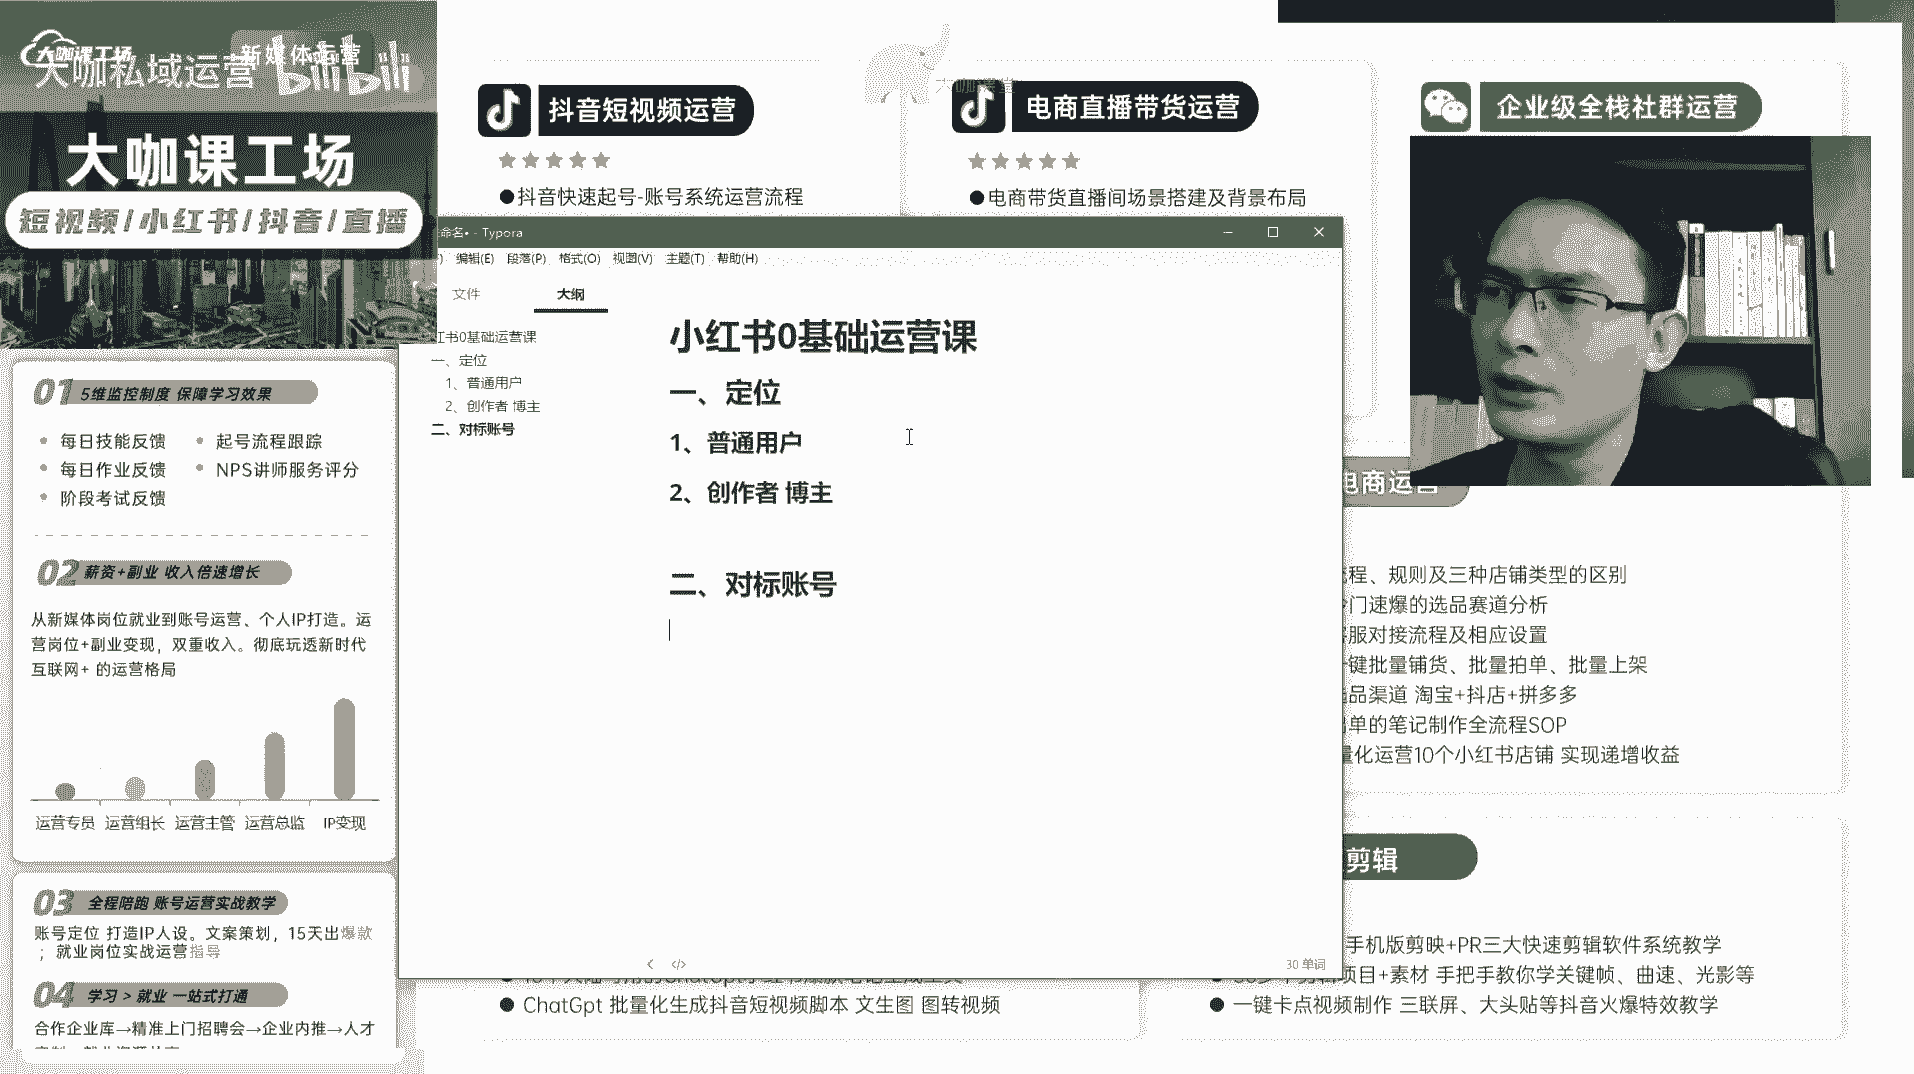 大咖课工场
大咖私域运营
新媒体运营
bilibili
大咖课工场
短视频/小红书/抖音/直播
01 5维监控制度 保障学习效果
每日技能反馈
起号流程跟踪
每日作业反馈
NPS讲师服务评分
阶段考试反馈
02 薪资+副业 收入倍速增长
从新媒体岗位就业到账号运营、个人IP打造。运
营岗位+副业变现，双重收入。彻底玩透新时代
互联网+ 的运营格局
运营专员 运营组长 运营主管 运营总监 IP变现
03 全程陪跑 账号运营实战教学
账号定位 打造IP人设。文案策划，15天出爆款
；就业岗位实战运营指导
04 学习 > 就业 一站式打通
合作企业库→精准上门招聘会→企业内推→人才
抖音短视频运营
●抖音快速起号-账号系统运营流程
大咖课堂
电商直播带货运营
●电商带货直播间场景搭建及背景布局
企业级全栈社群运营
命名• - Typora
编辑(E) 段落(P) 格式(O) 视图(V) 主题(T) 帮助(H)
文件 大纲
红书0基础运营课
一、定位
1、普通用户
2、创作者 博主
二、对标账号
小红书0基础运营课
一、定位
1、普通用户
2、创作者 博主
二、对标账号
30 单词
电商运营
程、规则及三种店铺类型的区别
冷门速爆的选品赛道分析
客服对接流程及相应设置
一键批量铺货、批量拍单、批量上架
选品渠道 淘宝+抖店+拼多多
出单的笔记制作全流程SOP
量化运营10个小红书店铺 实现递增收益
剪辑
手机版剪映+PR三大快速剪辑软件系统教学
项目+素材 手把手教你学关键帧、曲速、光影等
● 一键卡点视频制作 三联屏、大头贴等抖音火爆特效教学
● ChatGpt 批量化生成抖音短视频脚本 文生图 图转视频